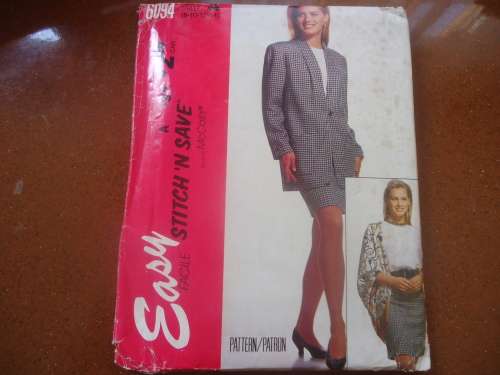 6094
Easy
FACILE
STITCH 'N SAVE
McCall's
PATTERN/PATRON